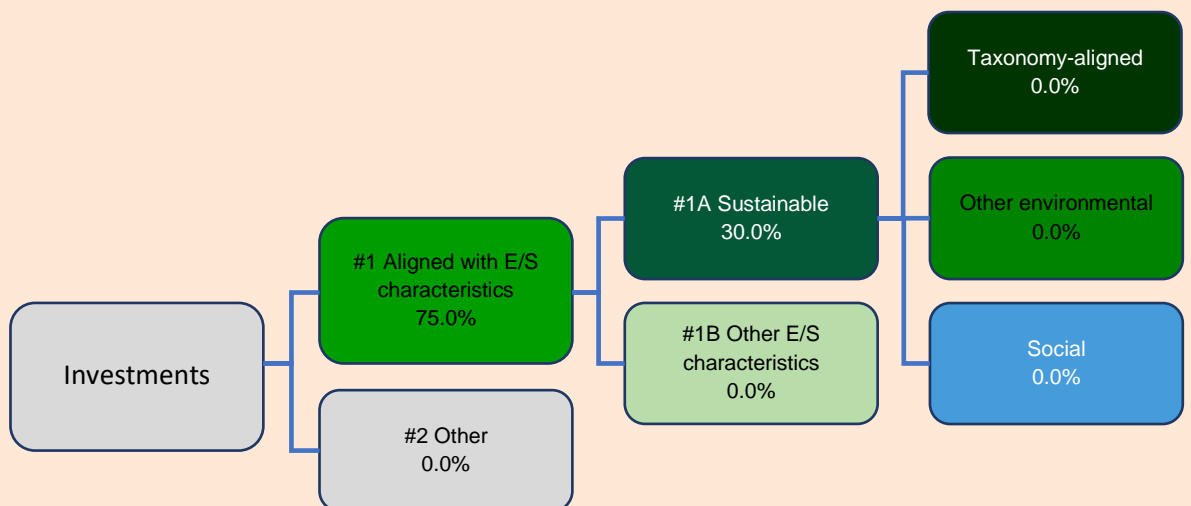 Investments
#1 Aligned with E/S
characteristics
75.0%
#2 Other
0.0%
#1A Sustainable
30.0%
#1B Other E/S
characteristics
0.0%
Taxonomy-aligned
0.0%
Other environmental
0.0%
Social
0.0%